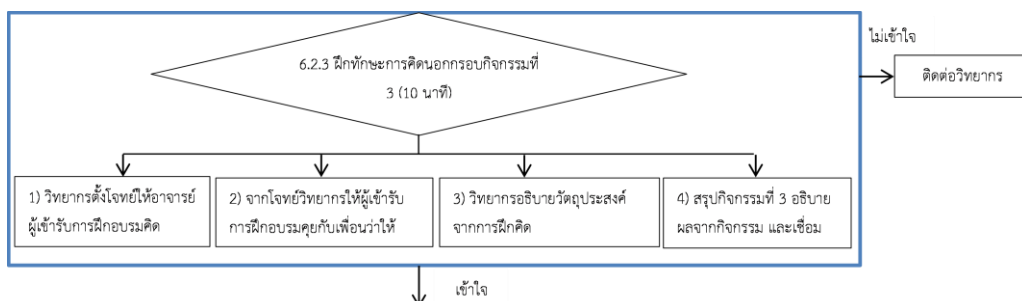 ไม่เข้าใจ
6.2.3 ฝึกทักษะการคิดนอกกรอบกิจกรรมที่
3 (10 นาที)
ติดต่อวิทยากร
1) วิทยากรตั้งโจทย์ให้อาจารย์
ผู้เข้ารับการฝึกอบรมคิด
2) จากโจทย์วิทยากรให้ผู้เข้ารับ
การฝึกอบรมคุยกับเพื่อนว่าให้
3) วิทยากรอธิบายวัตถุประสงค์
จากการฝึกคิด
4) สรุปกิจกรรมที่ 3 อธิบาย
ผลจากกิจกรรม และเชื่อม
เข้าใจ